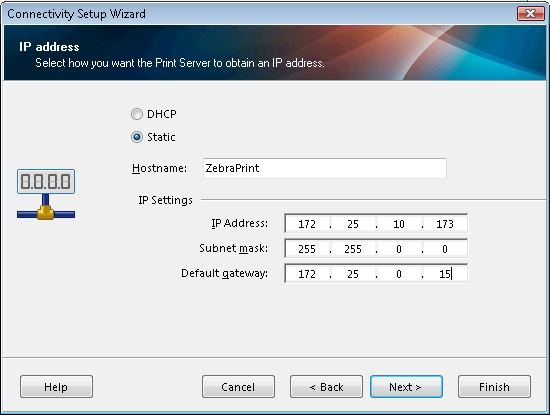 Connectivity Setup Wizard
IP address
Select how you want the Print Server to obtain an IP address.
DHCP
Static
0.0.0.0
Hostname: ZebraPrint
IP Settings
IP Address: 172 . 25 . 10 . 173
Subnet mask: 255 . 255 . 0 . 0
Default gateway: 172 . 25 . 0 . 15
Help
Cancel
< Back
Next >
Finish